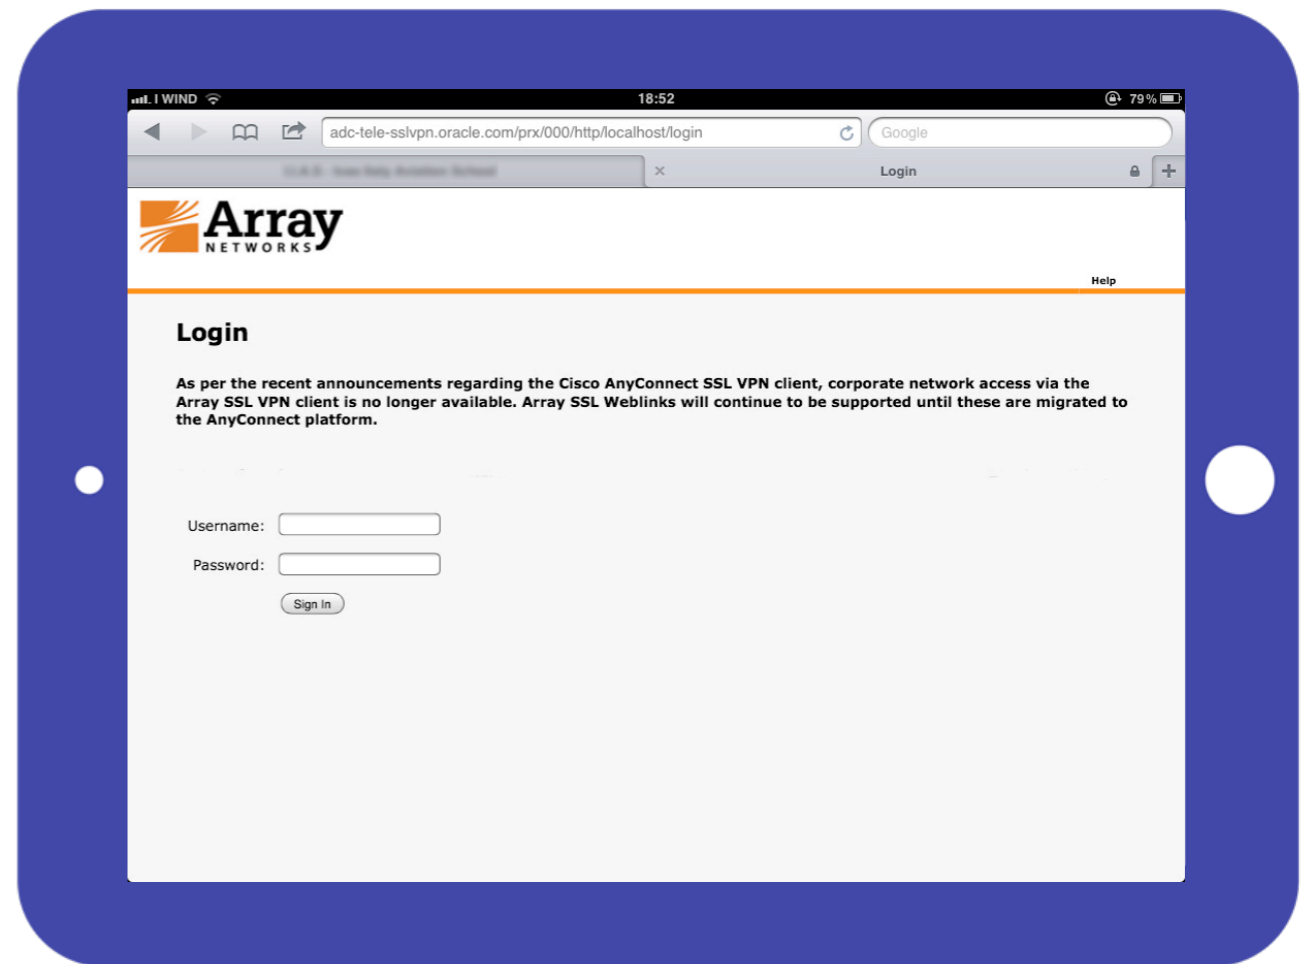 I WIND 18:52 79%
adc-tele-sslvpn.oracle.com/prx/000/http/localhost/login Google
Login
Array
NETWORKS
Help
Login
As per the recent announcements regarding the Cisco AnyConnect SSL VPN client, corporate network access via the
Array SSL VPN client is no longer available. Array SSL Weblinks will continue to be supported until these are migrated to
the AnyConnect platform.
Username:
Password:
Sign In